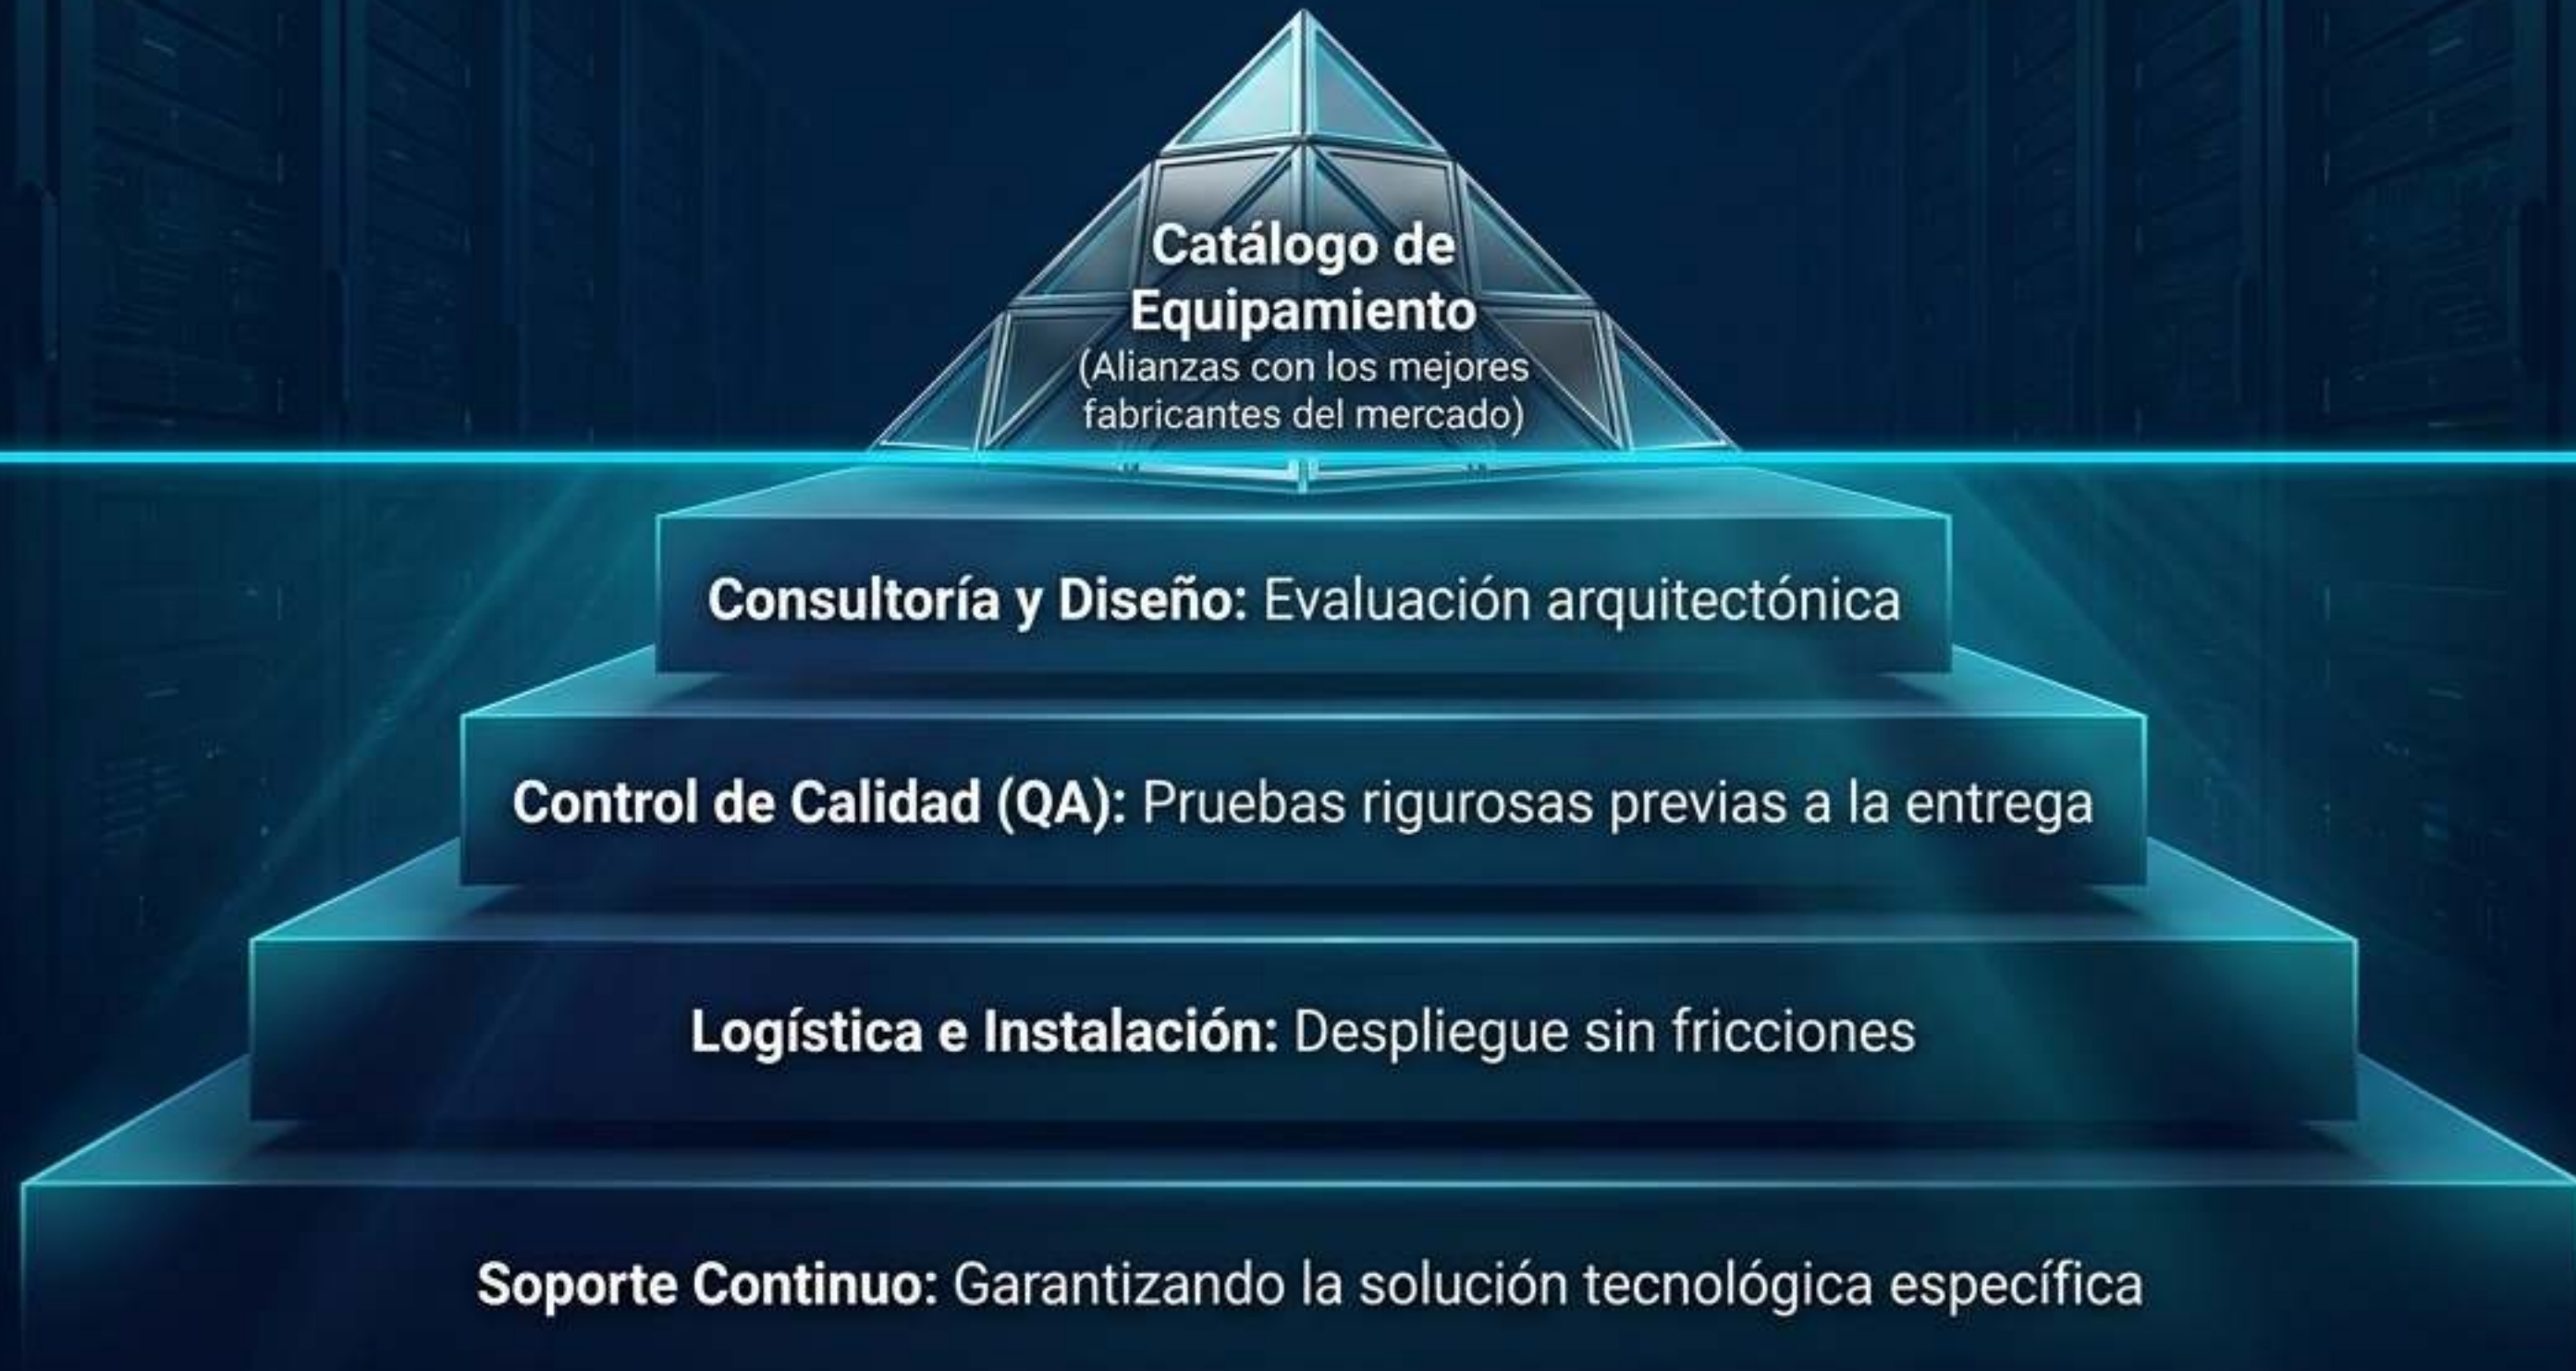 Catálogo de
Equipamiento
(Alianzas con los mejores
fabricantes del mercado)
Consultoría y Diseño: Evaluación arquitectónica
Control de Calidad (QA): Pruebas rigurosas previas a la entrega
Logística e Instalación: Despliegue sin fricciones
Soporte Continuo: Garantizando la solución tecnológica específica